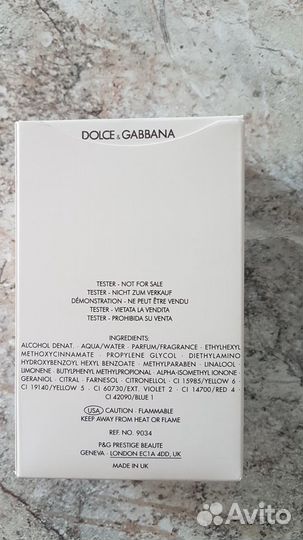 DOLCE & GABBANA
TESTER - NOT FOR SALE
TESTER - NICHT ZUM VERKAUF
DÉMONSTRATION - NE PEUT ÊTRE VENDU
TESTER - VIETATA LA VENDITA
TESTER - PROHIBIDA SU VENTA
INGREDIENTS:
ALCOHOL DENAT. · AQUA/WATER · PARFUM/FRAGRANCE · ETHYLHEXYL
METHOXYCINNAMATE · PROPYLENE GLYCOL · DIETHYLAMINO
HYDROXYBENZOYL HEXYL BENZOATE · METHYLPARABEN · LINALOOL
LIMONENE · BUTYLPHENYL METHYLPROPIONAL · ALPHA-ISOMETHYL IONONE ·
GERANIOL · CITRAL · FARNESOL · CITRONELLOL · CI 15985/YELLOW 6 ·
CI 19140/YELLOW 5 · CI 60730/EXT. VIOLET 2 · CI 14700/RED 4 ·
CI 42090/BLUE 1
USA CAUTION - FLAMMABLE
KEEP AWAY FROM HEAT OR FLAME
REF. NO. 9034
P&G PRESTIGE BEAUTE
GENEVA - LONDON EC1A 4DD, UK
MADE IN UK
Avito